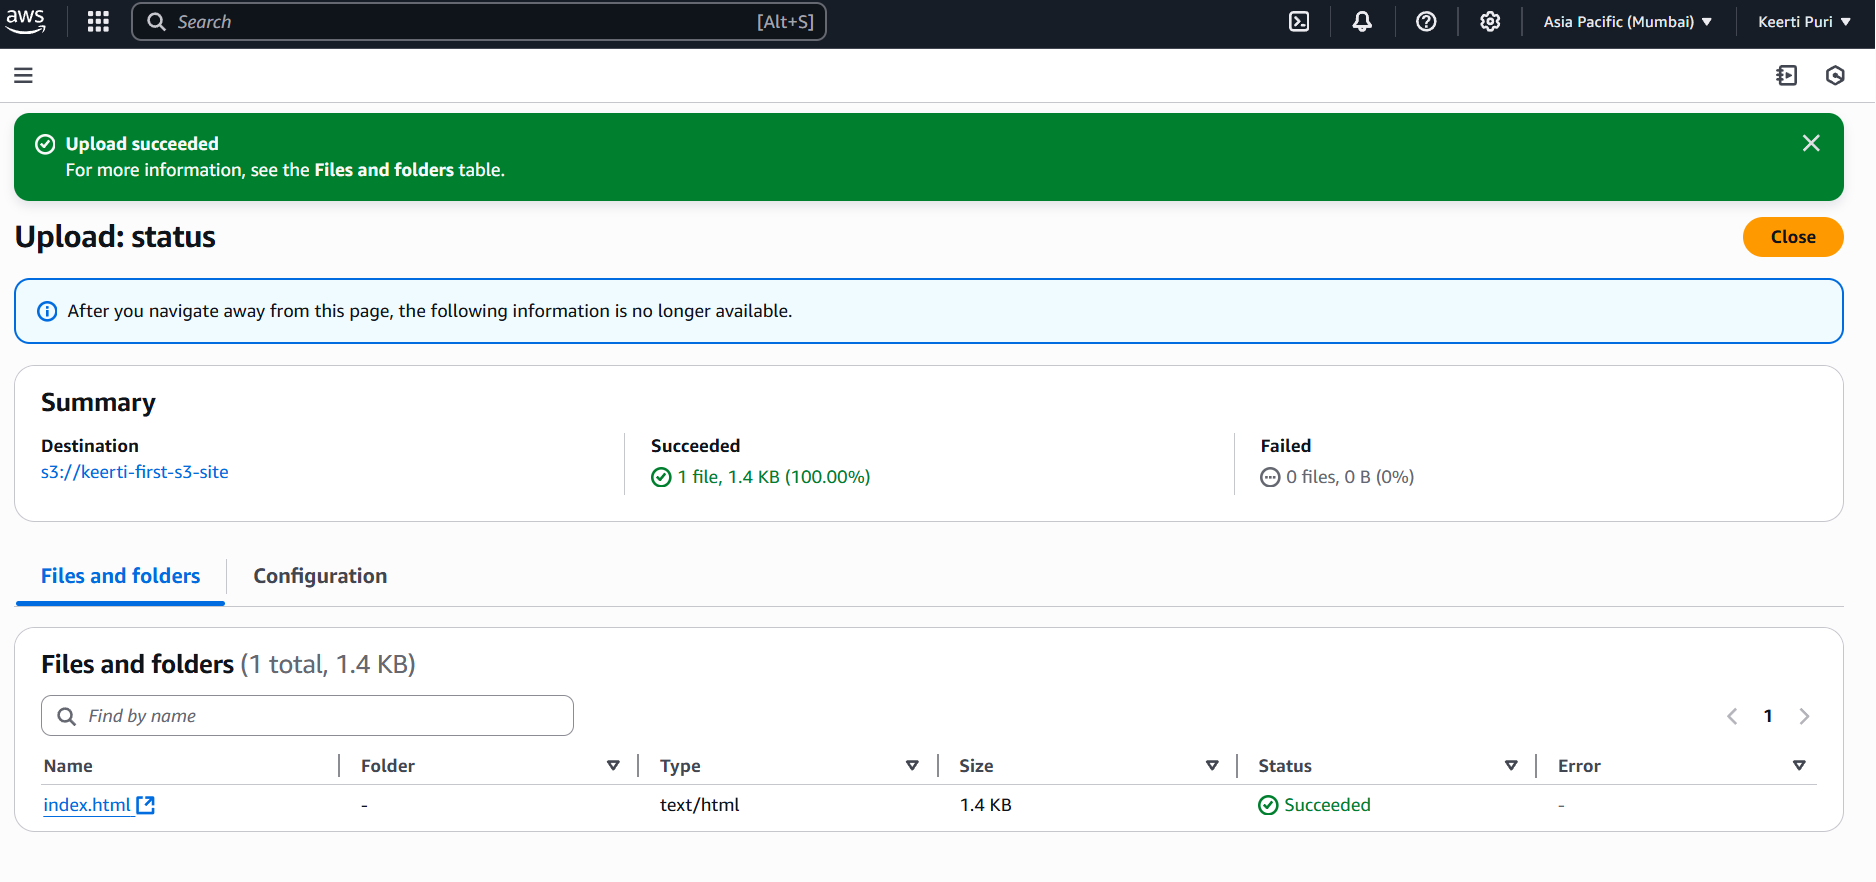 aws
Search [Alt+S]
Asia Pacific (Mumbai)
Keerti Puri
Upload succeeded
For more information, see the Files and folders table.
Upload: status
Close
After you navigate away from this page, the following information is no longer available.
Summary
Destination
s3://keerti-first-s3-site
Succeeded
1 file, 1.4 KB (100.00%)
Failed
0 files, 0 B (0%)
Files and folders
Configuration
Files and folders (1 total, 1.4 KB)
Find by name
1
Name Folder Type Size Status Error
index.html - text/html 1.4 KB Succeeded -